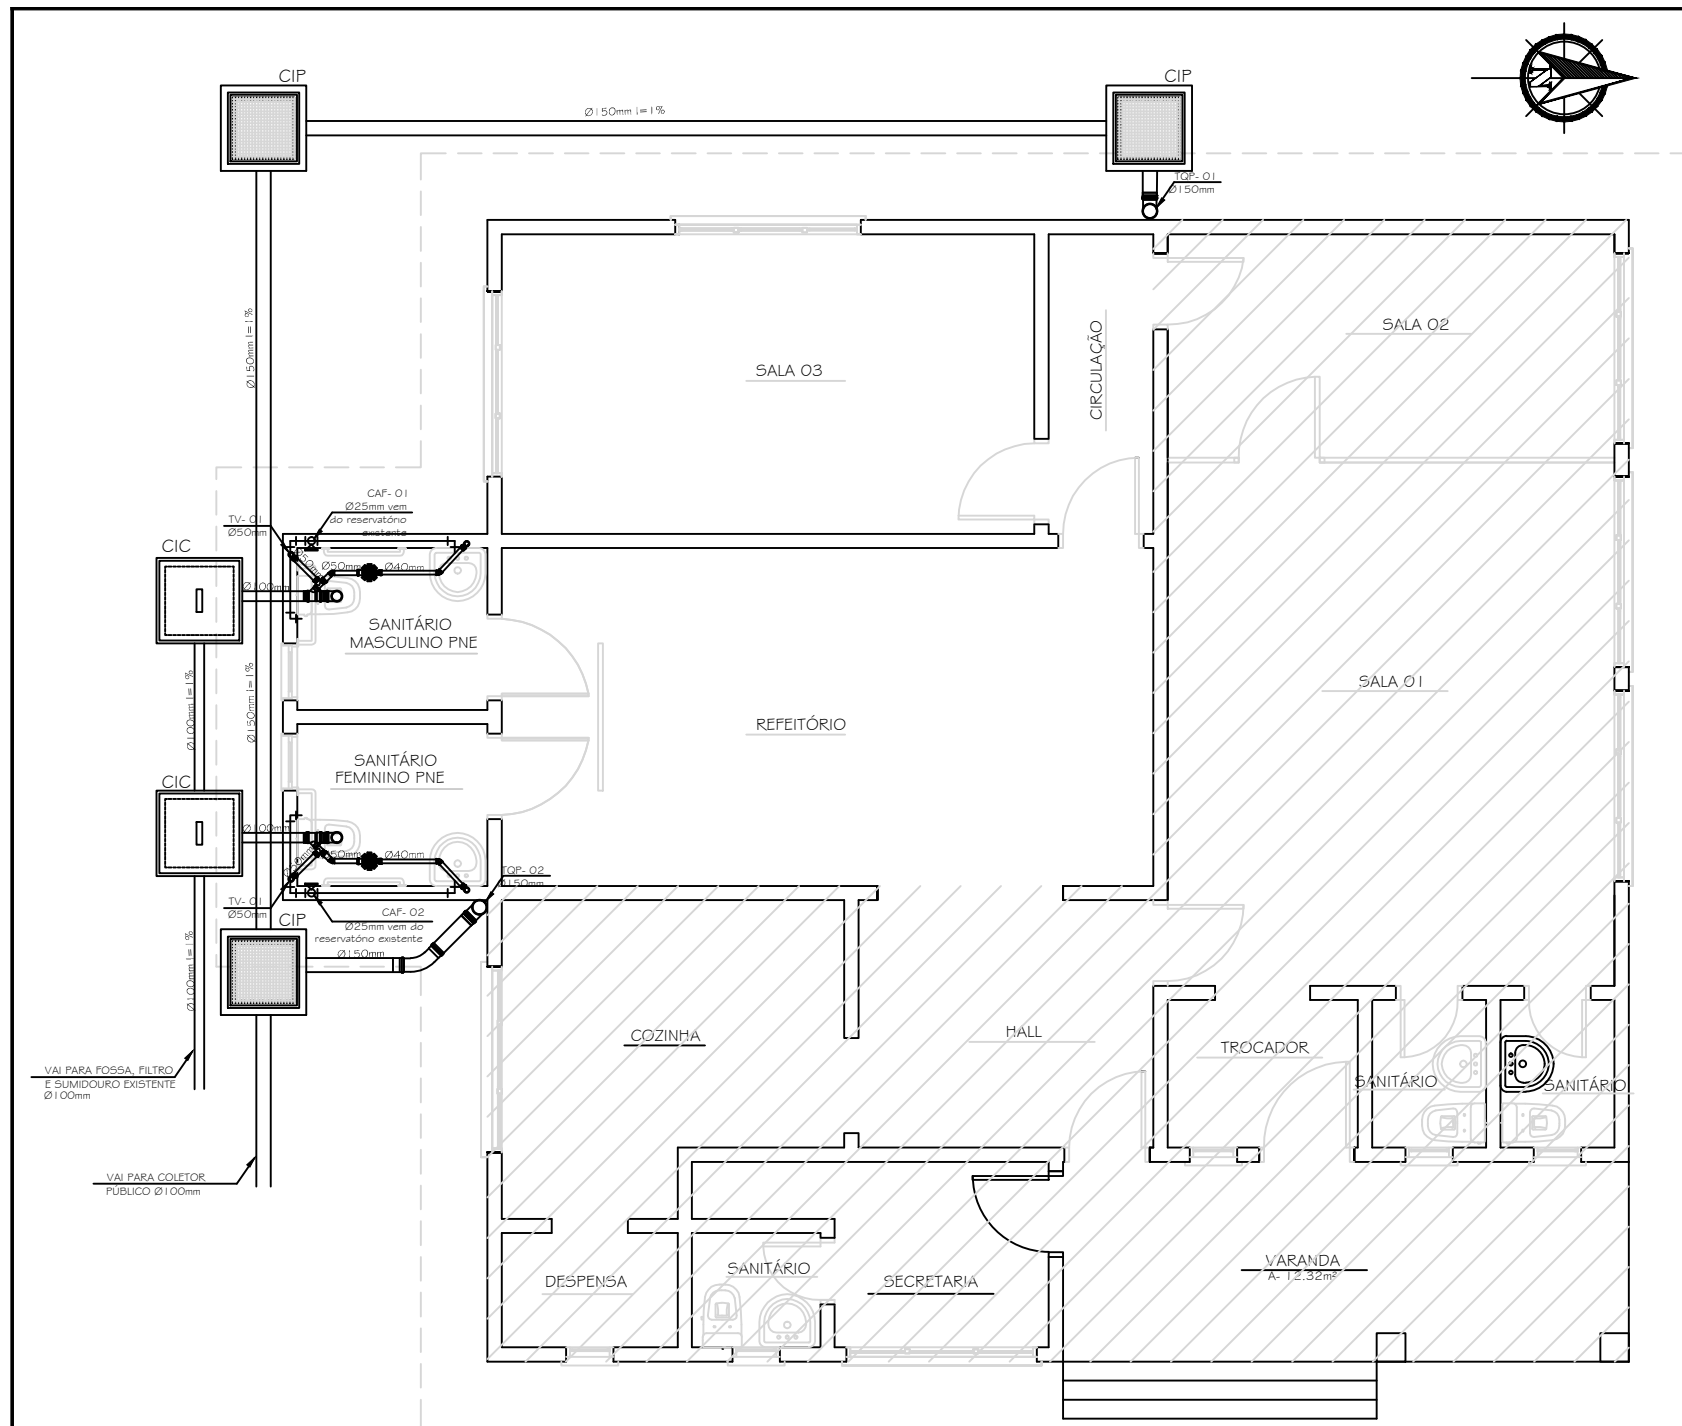 CIP
CIP
Ø150mm i=1%
TQP- 01
Ø150mm
N
Ø150mm i=1%
SALA 03
CIRCULAÇÃO
SALA 02
CAF- 01
Ø25mm vem
do reservatório
existente
TV- 01
Ø50mm
CIC
Ø50mm
Ø50mm
Ø40mm
Ø100mm
SANITÁRIO
MASCULINO PNE
Ø100mm i=1%
Ø150mm i=1%
SALA 01
REFEITÓRIO
SANITÁRIO
FEMININO PNE
CIC
Ø100mm
Ø50mm
Ø50mm
Ø40mm
TQP- 02
Ø150mm
TV- 01
Ø50mm
CAF- 02
Ø25mm vem do
reservatório existente
CIP
Ø150mm
Ø100mm i=1%
COZINHA
HALL
TROCADOR
SANITÁRIO
SANITÁRIO
VAI PARA FOSSA, FILTRO
E SUMIDOURO EXISTENTE
Ø100mm
VAI PARA COLETOR
PÚBLICO Ø100mm
DESPENSA
SANITÁRIO
SECRETARIA
VARANDA
A- 12.32m²